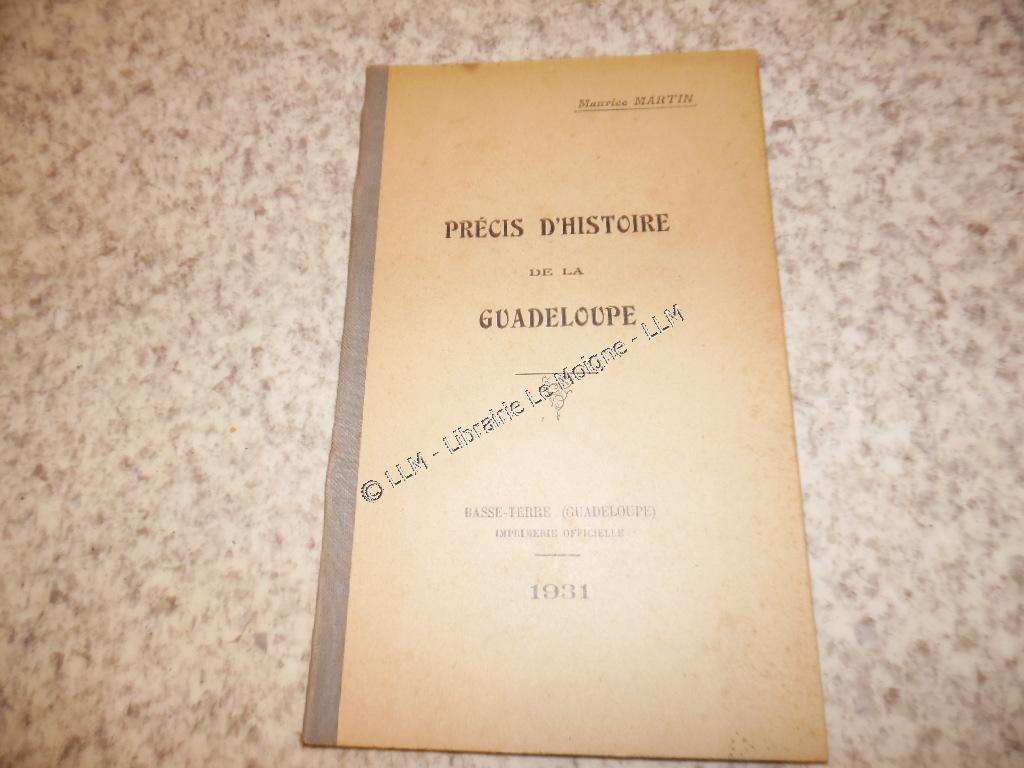 Maurice MARTIN
PRÉCIS D'HISTOIRE
DE LA
GUADELOUPE
© LLM - Librairie Le Moigne - LLM
BASSE-TERRE (GUADELOUPE)
IMPRIMERIE OFFICIELLE
1931